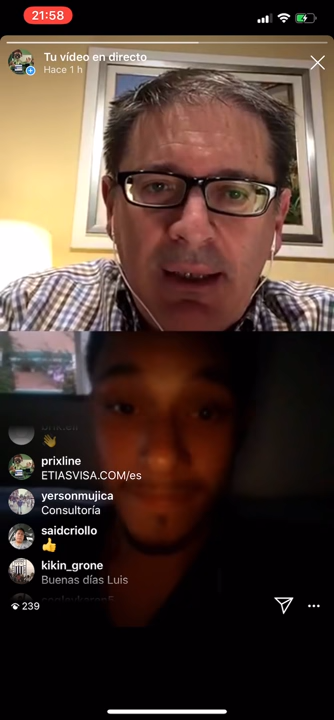 21:58
Tu vídeo en directo
Hace 1 h
prixline
ETIASVISA.COM/es
yersonmujica
Consultoría
saidcriollo
👍
kikin_grone
Buenas días Luis
239